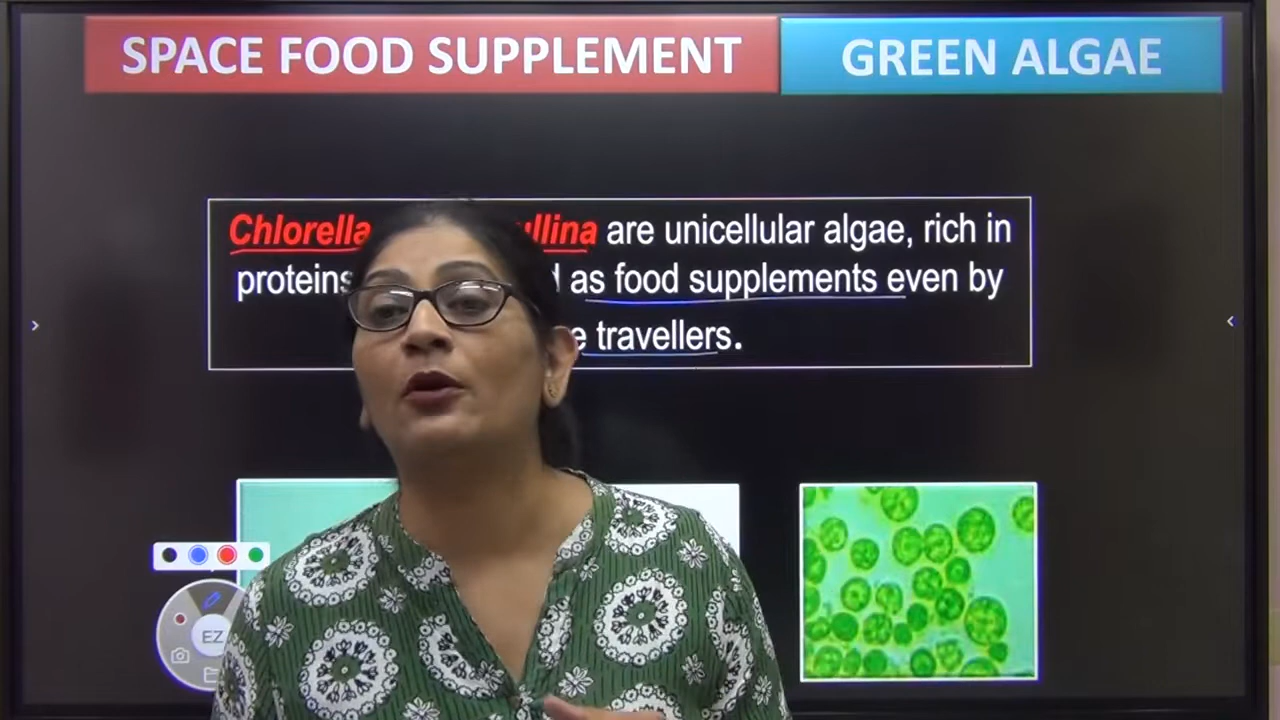 SPACE FOOD SUPPLEMENT
GREEN ALGAE
Chlorella are unicellular algae, rich in
proteins as food supplements even by
travellers.
EZ